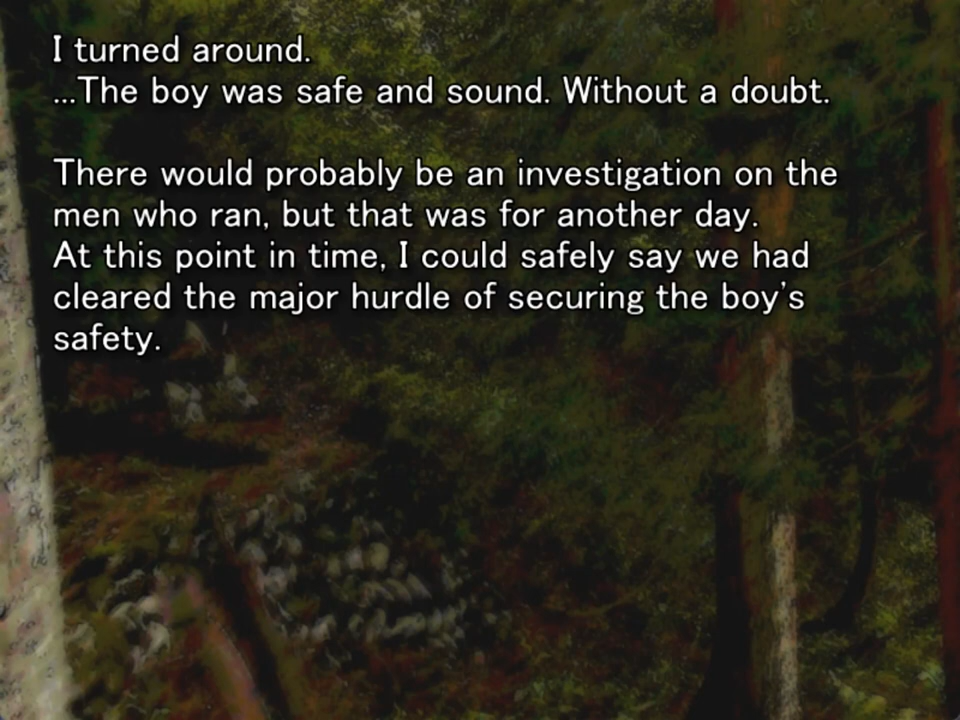 I turned around.
...The boy was safe and sound. Without a doubt.
There would probably be an investigation on the
men who ran, but that was for another day.
At this point in time, I could safely say we had
cleared the major hurdle of securing the boy's
safety.